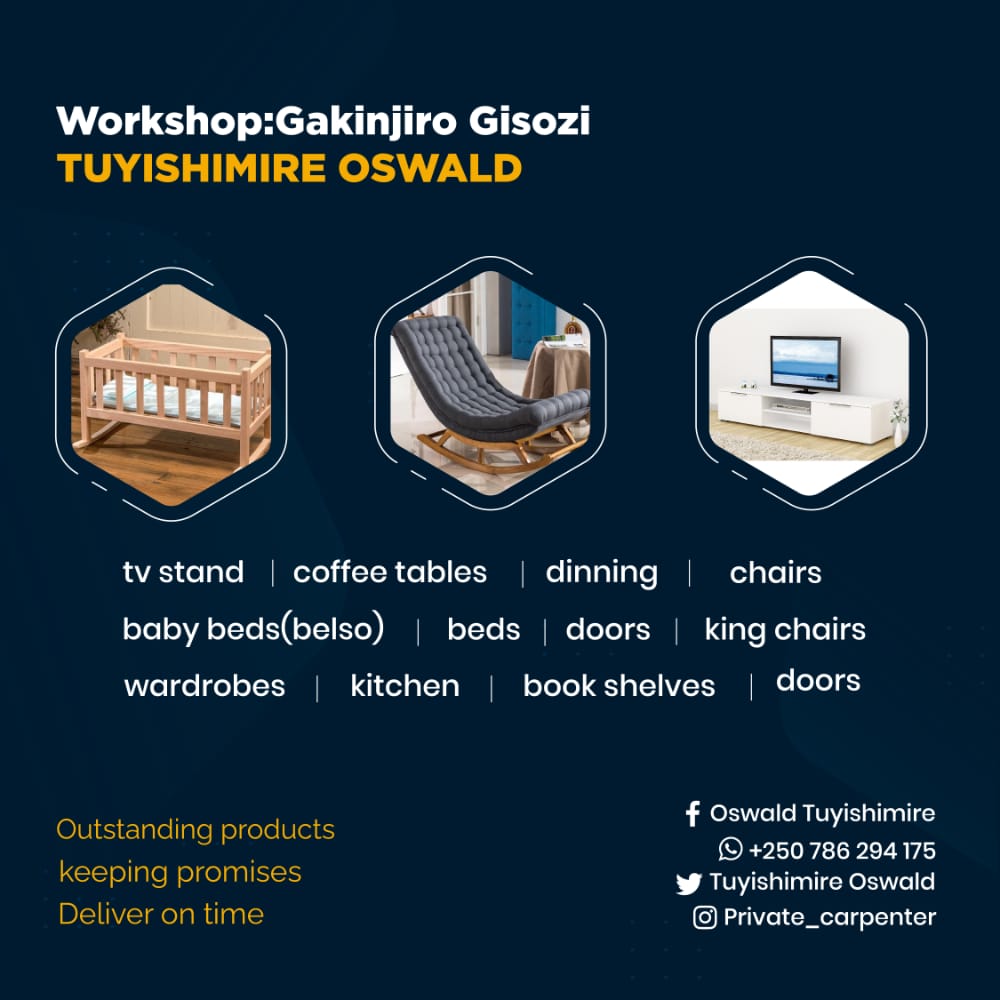 Workshop:Gakinjiro Gisozi
TUYISHIMIRE OSWALD
tv stand | coffee tables | dinning | chairs
baby beds(belso) | beds | doors | king chairs
wardrobes | kitchen | book shelves | doors
Outstanding products
keeping promises
Deliver on time
Oswald Tuyishimire
+250 786 294 175
Tuyishimire Oswald
Private_carpenter